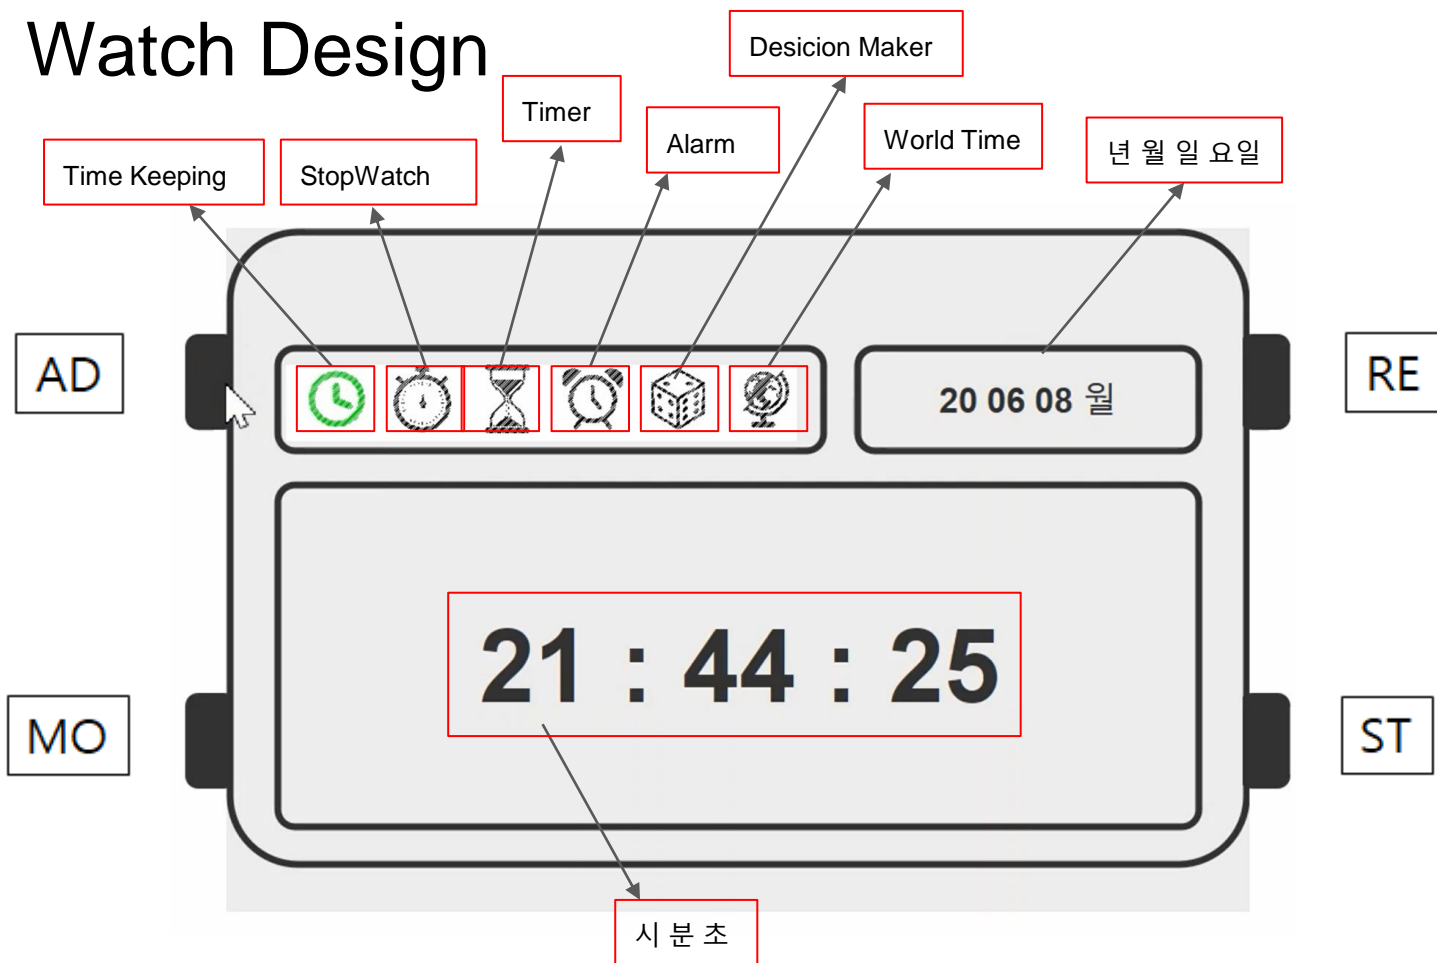 Watch Design
Desicion Maker
Timer
Alarm
World Time
년 월 일 요일
Time Keeping
StopWatch
AD
RE
20 06 08 월
21 : 44 : 25
MO
ST
시 분 초